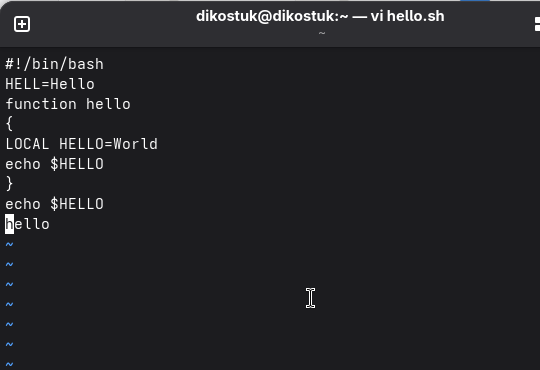 dikostuk@dikostuk:~ — vi hello.sh
~
#!/bin/bash
HELL=Hello
function hello
{
LOCAL HELLO=World
echo $HELLO
}
echo $HELLO
hello
~
~
~
~
~
~
~